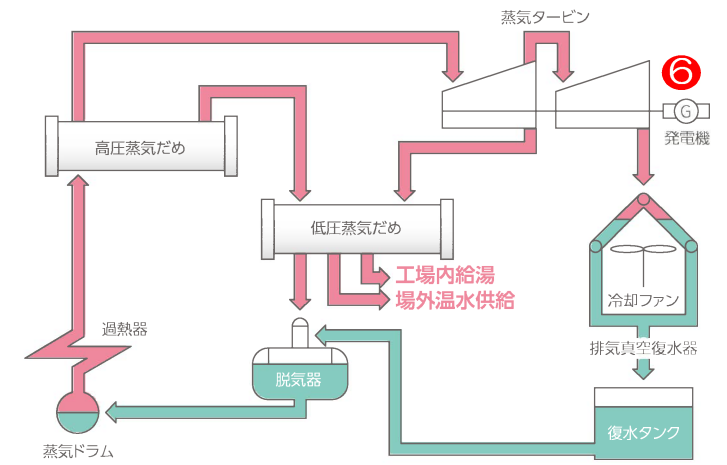 蒸気タービン
6
G
発電機
高圧蒸気だめ
低圧蒸気だめ
工場内給湯
場外温水供給
冷却ファン
過熱器
排気真空復水器
脱気器
復水タンク
蒸気ドラム